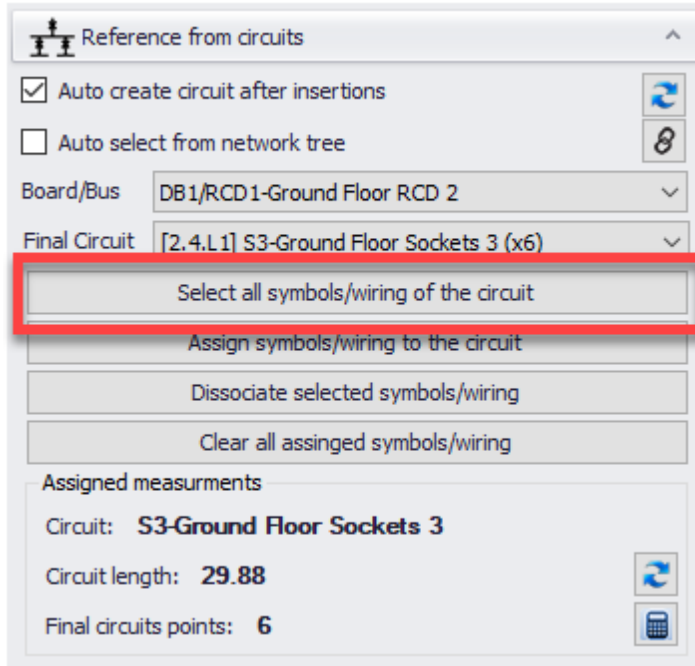 Reference from circuits
Auto create circuit after insertions
Auto select from network tree
Board/Bus DB1/RCD1-Ground Floor RCD 2
Final Circuit [2.4.L1] S3-Ground Floor Sockets 3 (x6)
Select all symbols/wiring of the circuit
Assign symbols/wiring to the circuit
Dissociate selected symbols/wiring
Clear all assinged symbols/wiring
Assigned measurments
Circuit: S3-Ground Floor Sockets 3
Circuit length: 29.88
Final circuits points: 6